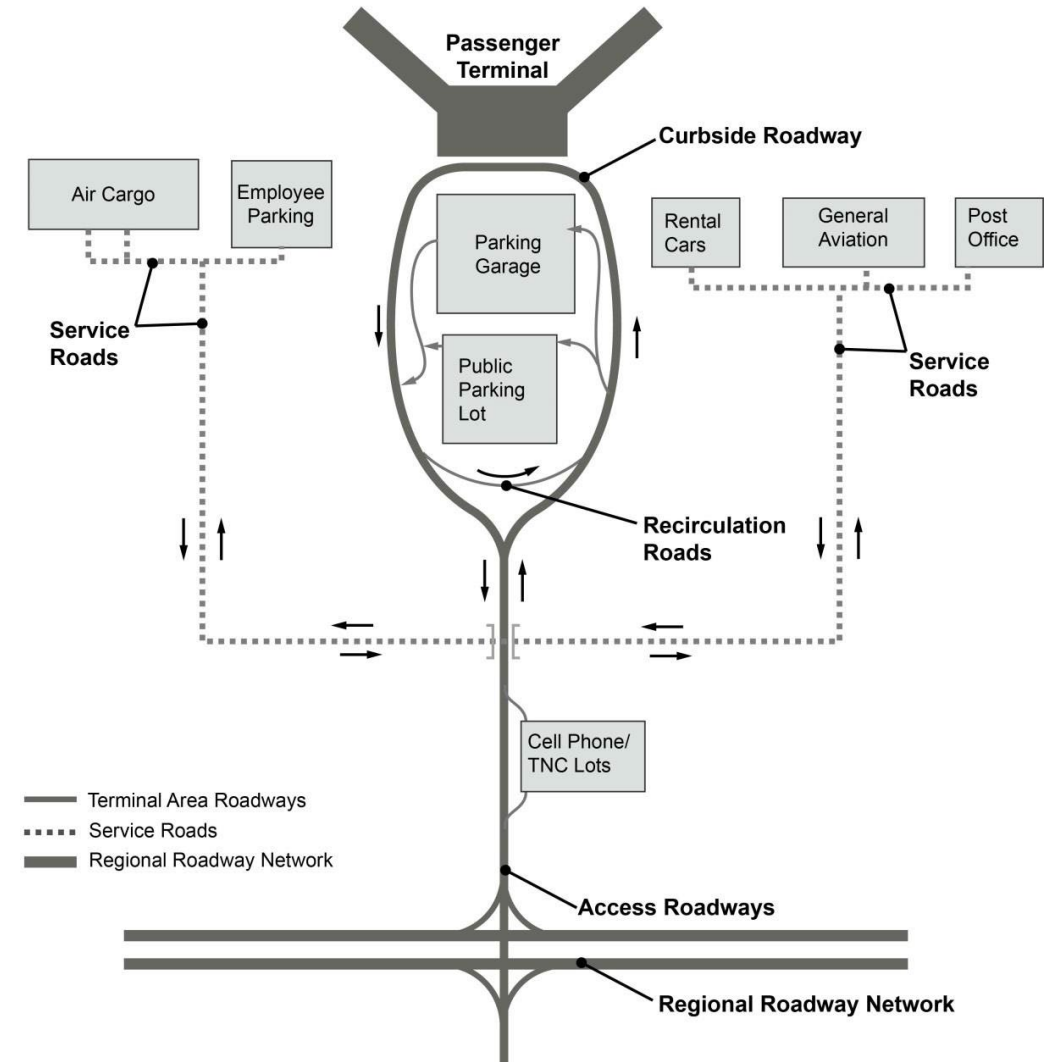 Passenger
Terminal
Curbside Roadway
Air Cargo
Employee
Parking
Parking
Garage
Rental
Cars
General
Aviation
Post
Office
Service
Roads
Public
Parking
Lot
Service
Roads
Recirculation
Roads
Cell Phone/
TNC Lots
Terminal Area Roadways
Service Roads
Regional Roadway Network
Access Roadways
Regional Roadway Network